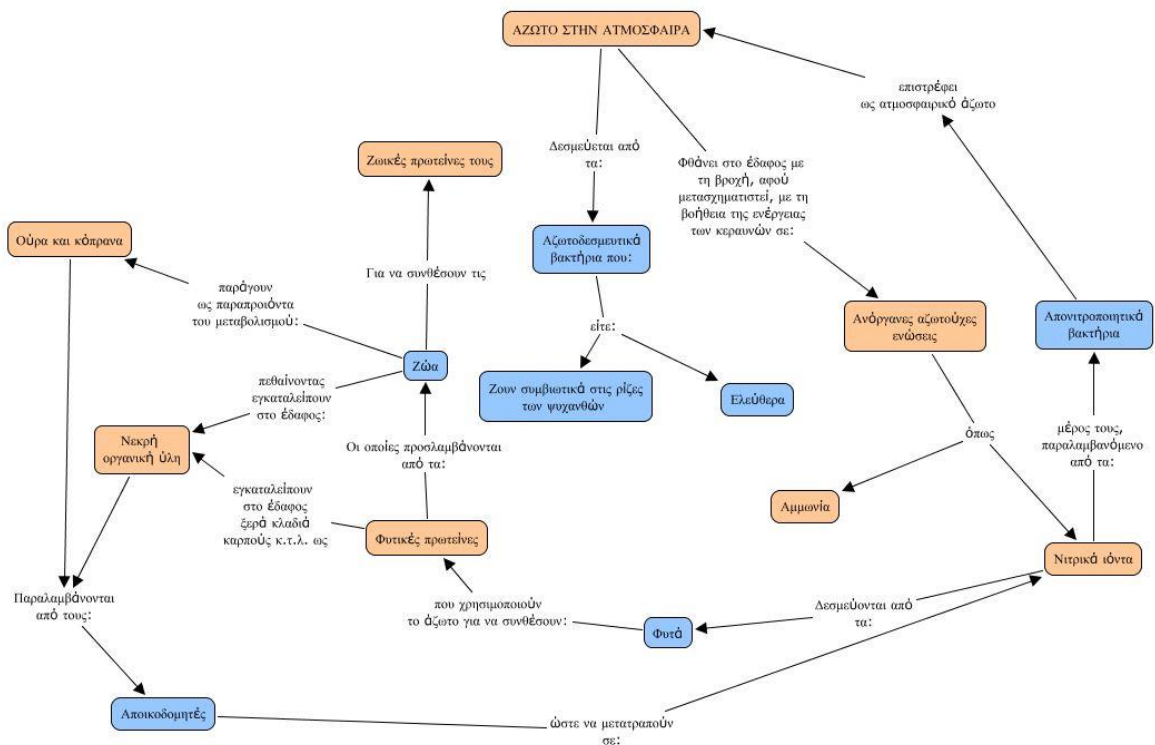 ΑΖΩΤΟ ΣΤΗΝ ΑΤΜΟΣΦΑΙΡΑ
επιστρέφει
ως ατμοσφαιρικό άζωτο
Δεσμεύεται από
τα:
Φθάνει στο έδαφος με
τη βροχή, αφού
μετασχηματιστεί, με τη
βοήθεια της ενέργειας
των κεραυνών σε:
Ζωικές πρωτείνες τους
Ούρα και κόπρανα
Αζωτοδεσμευτικά
βακτήρια που:
Για να συνθέσουν τις
παράγουν
ως παραπροιόντα
του μεταβολισμού:
Ανόργανες αζωτούχες
ενώσεις
Απονιτροποιητικά
βακτήρια
είτε:
Ζώα
πεθαίνοντας
εγκαταλείπουν
στο έδαφος:
Ζουν συμβιωτικά στις ρίζες
των ψυχανθών
Ελεύθερα
Νεκρή
οργανική ύλη
Οι οποίες προσλαμβάνονται
από τα:
όπως
μέρος τους,
παραλαμβανόμενο
από τα:
εγκαταλείπουν
στο έδαφος
ξερά κλαδιά
καρπούς κ.τ.λ. ως
Αμμωνία
Φυτικές πρωτείνες
Νιτρικά ιόντα
Παραλαμβάνονται
από τους:
που χρησιμοποιούν
το άζωτο για να συνθέσουν:
Δεσμεύονται από
τα:
Φυτά
Αποικοδομητές
ώστε να μετατραπούν
σε: